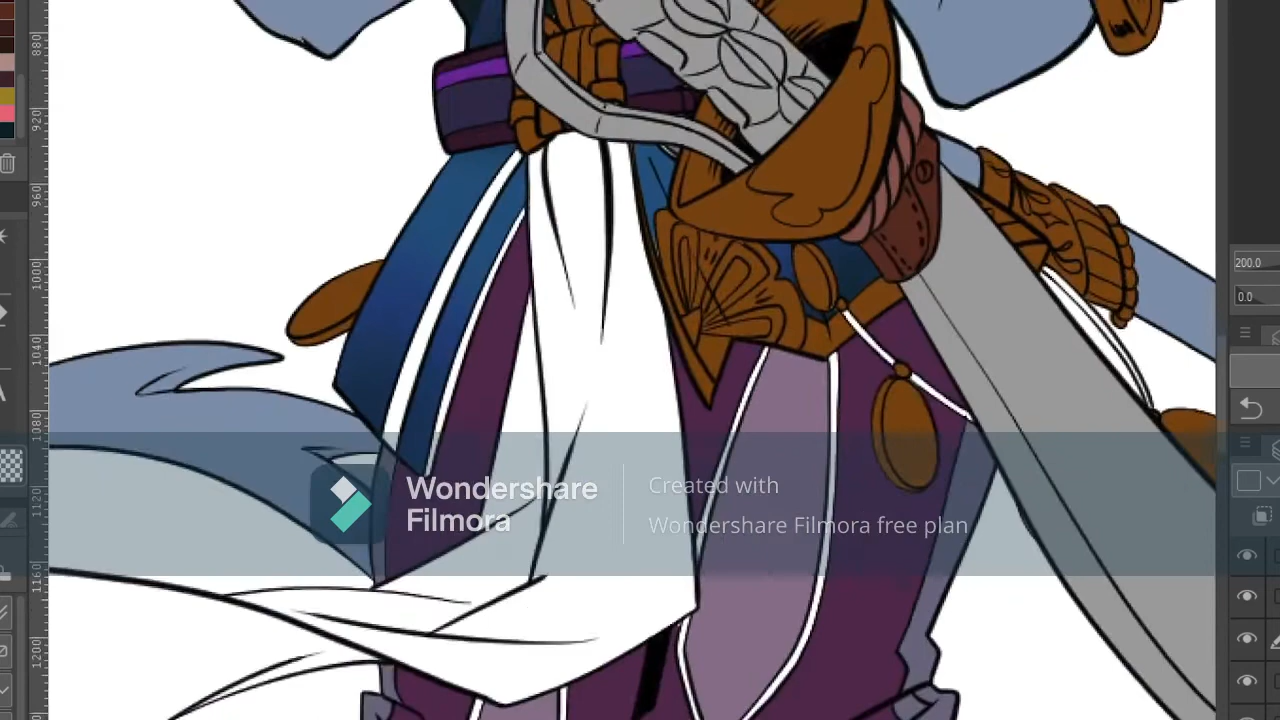 880
920
960
1000
1040
1080
1120
1160
1200
200.0
0.0
Wondershare
Filmora
Created with
Wondershare Filmora free plan